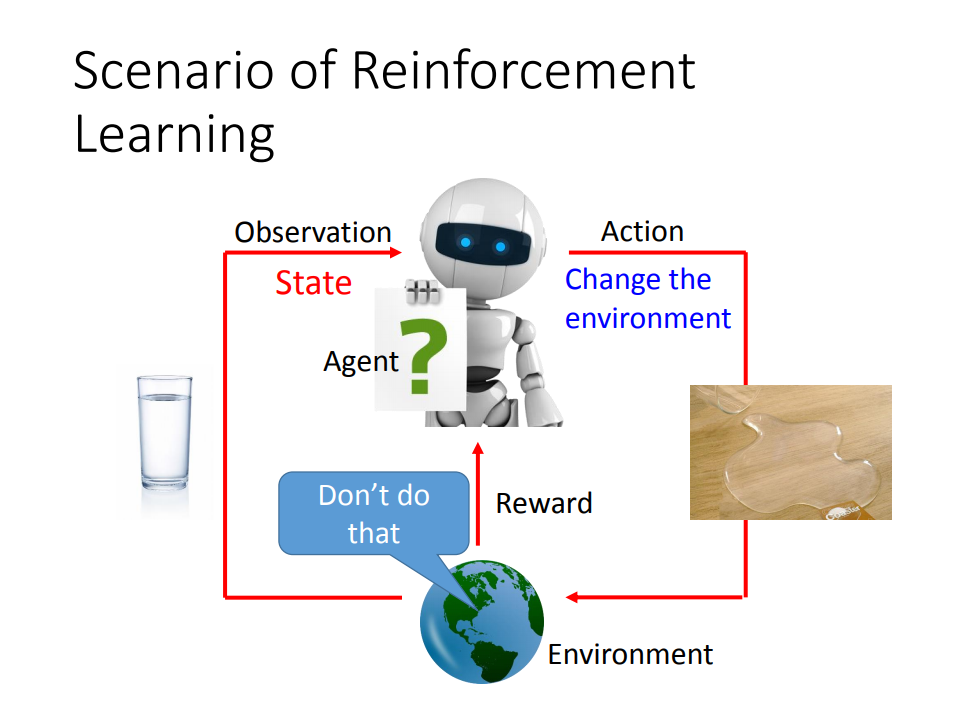 Scenario of Reinforcement
Learning
Observation
Action
State
Change the
environment
Agent
?
Don’t do
that
Reward
Environment